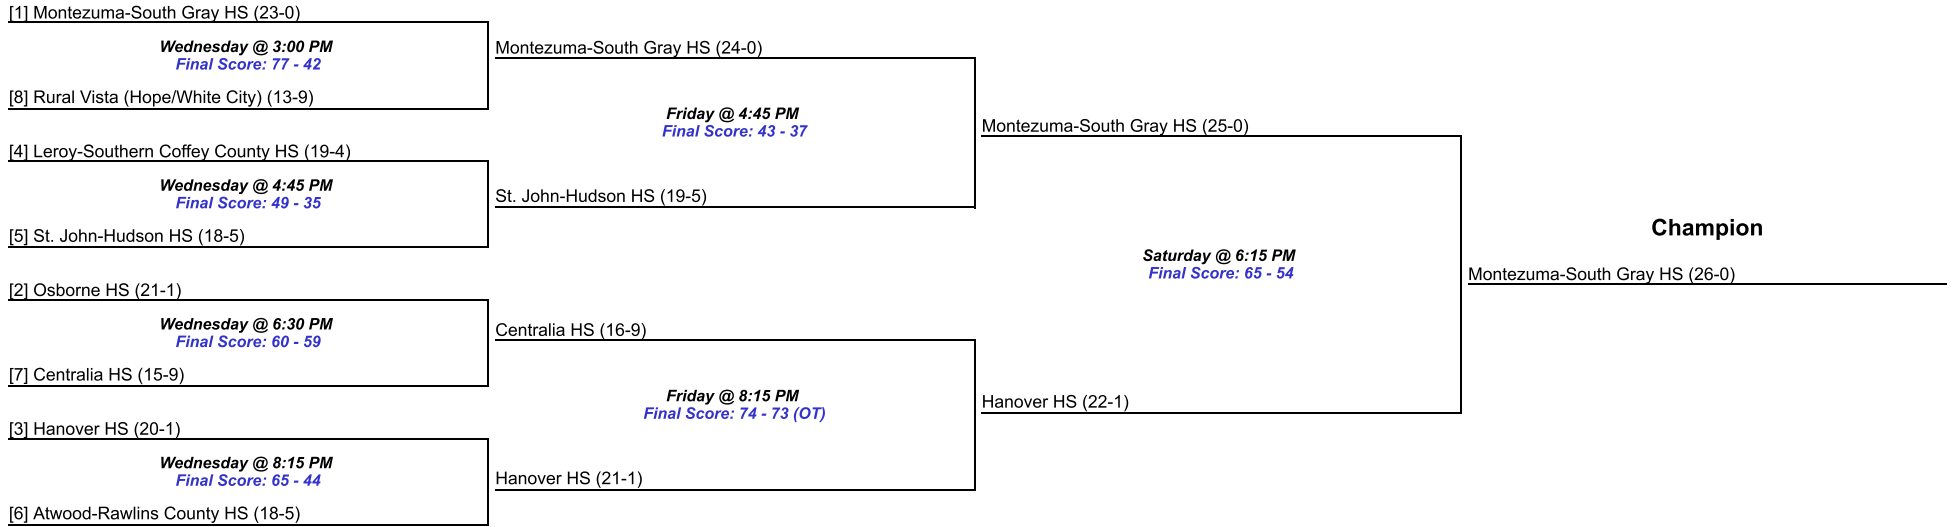 [1] Montezuma-South Gray HS (23-0)
Wednesday @ 3:00 PM
Final Score: 77 - 42
[8] Rural Vista (Hope/White City) (13-9)
[4] Leroy-Southern Coffey County HS (19-4)
Wednesday @ 4:45 PM
Final Score: 49 - 35
[5] St. John-Hudson HS (18-5)
[2] Osborne HS (21-1)
Wednesday @ 6:30 PM
Final Score: 60 - 59
[7] Centralia HS (15-9)
[3] Hanover HS (20-1)
Wednesday @ 8:15 PM
Final Score: 65 - 44
[6] Atwood-Rawlins County HS (18-5)
Montezuma-South Gray HS (24-0)
Friday @ 4:45 PM
Final Score: 43 - 37
St. John-Hudson HS (19-5)
Centralia HS (16-9)
Friday @ 8:15 PM
Final Score: 74 - 73 (OT)
Hanover HS (21-1)
Montezuma-South Gray HS (25-0)
Saturday @ 6:15 PM
Final Score: 65 - 54
Hanover HS (22-1)
Champion
Montezuma-South Gray HS (26-0)